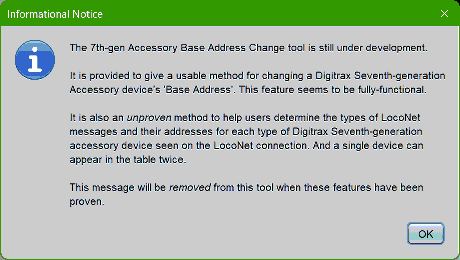 Informational Notice
The 7th-gen Accessory Base Address Change tool is still under development.
It is provided to give a usable method for changing a Digitrax Seventh-generation
Accessory device's 'Base Address'. This feature seems to be fully-functional.
It is also an unproven method to help users determine the types of LocoNet
messages and their addresses for each type of Digitrax Seventh-generation
accessory device seen on the LocoNet connection. And a single device can
appear in the table twice.
This message will be removed from this tool when these features have been
proven.
OK